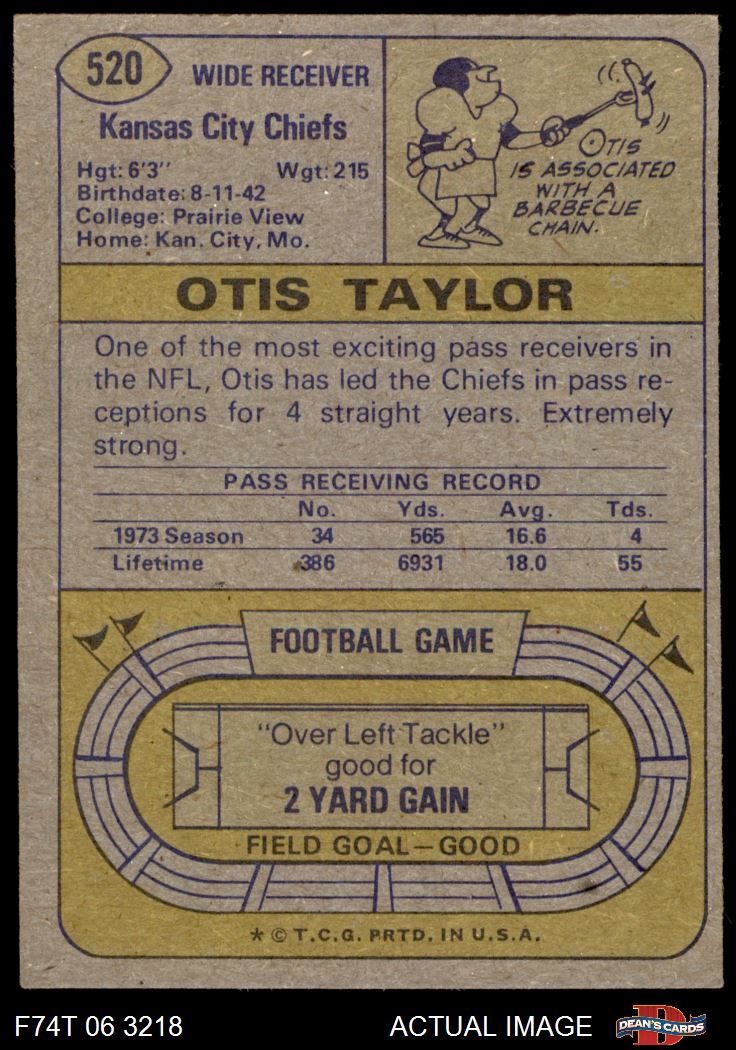 520 WIDE RECEIVER
Kansas City Chiefs
Hgt: 6'3" Wgt: 215
Birthdate: 8-11-42
College: Prairie View
Home: Kan. City, Mo.
OTIS
IS ASSOCIATED
WITH A
BARBECUE
CHAIN.
OTIS TAYLOR
One of the most exciting pass receivers in
the NFL, Otis has led the Chiefs in pass re-
ceptions for 4 straight years. Extremely
strong.
PASS RECEIVING RECORD
No. Yds. Avg. Tds.
1973 Season 34 565 16.6 4
Lifetime 386 6931 18.0 55
FOOTBALL GAME
"Over Left Tackle"
good for
2 YARD GAIN
FIELD GOAL—GOOD
* © T.C.G. PRTD. IN U.S.A.
F74T 06 3218 ACTUAL IMAGE D DEAN'S CARDS